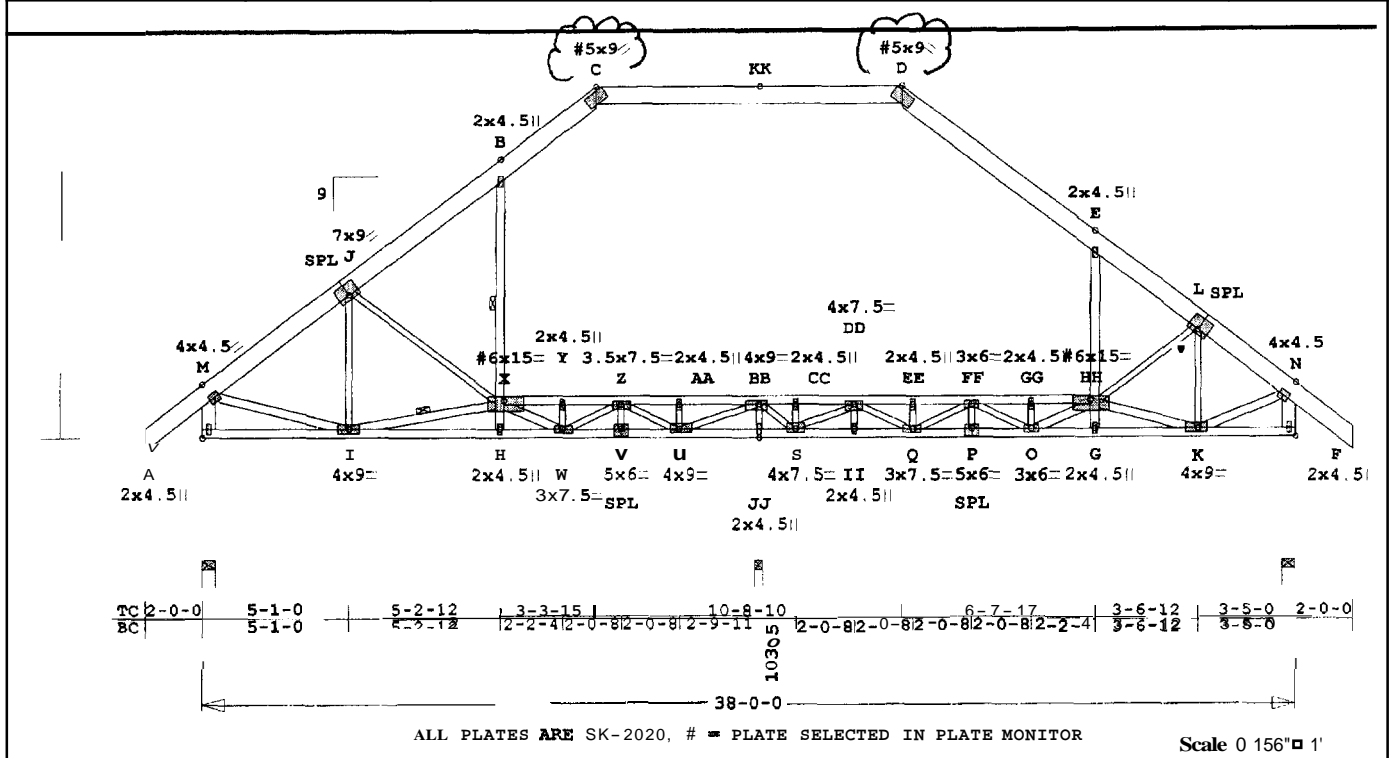 #5x9⫽ #5x9⫽
C KK D
2x4.5||
B
9
2x4.5||
E
7x9⫽
SPL J
L SPL
4x7.5=
DD
4x4.5⫽ 2x4.5|| 4x4.5
M #6x15= Y 3.5x7.5= 2x4.5|| 4x9= 2x4.5|| 2x4.5|| 3x6= 2x4.5 #6x15= N
X Z AA BB CC EE FF GG HH
A I H W V U S II Q P O G K F
2x4.5|| 4x9= 2x4.5|| 3x7.5= 5x6= 4x9= 4x7.5= 2x4.5|| 3x7.5= 5x6= 3x6= 2x4.5|| 4x9= 2x4.5
SPL JJ SPL
2x4.5||
TC 2-0-0 5-1-0 5-2-12 3-3-15 10-8-10 6-7-17 3-6-12 3-5-0 2-0-0
BC 5-1-0 5-2-12 2-2-4 2-0-8 2-0-8 2-9-11 2-0-8 2-0-8 2-0-8 2-0-8 2-2-4 3-6-12 3-5-0
10305
38-0-0
ALL PLATES ARE SK-2020, # = PLATE SELECTED IN PLATE MONITOR
Scale 0 156" 1'